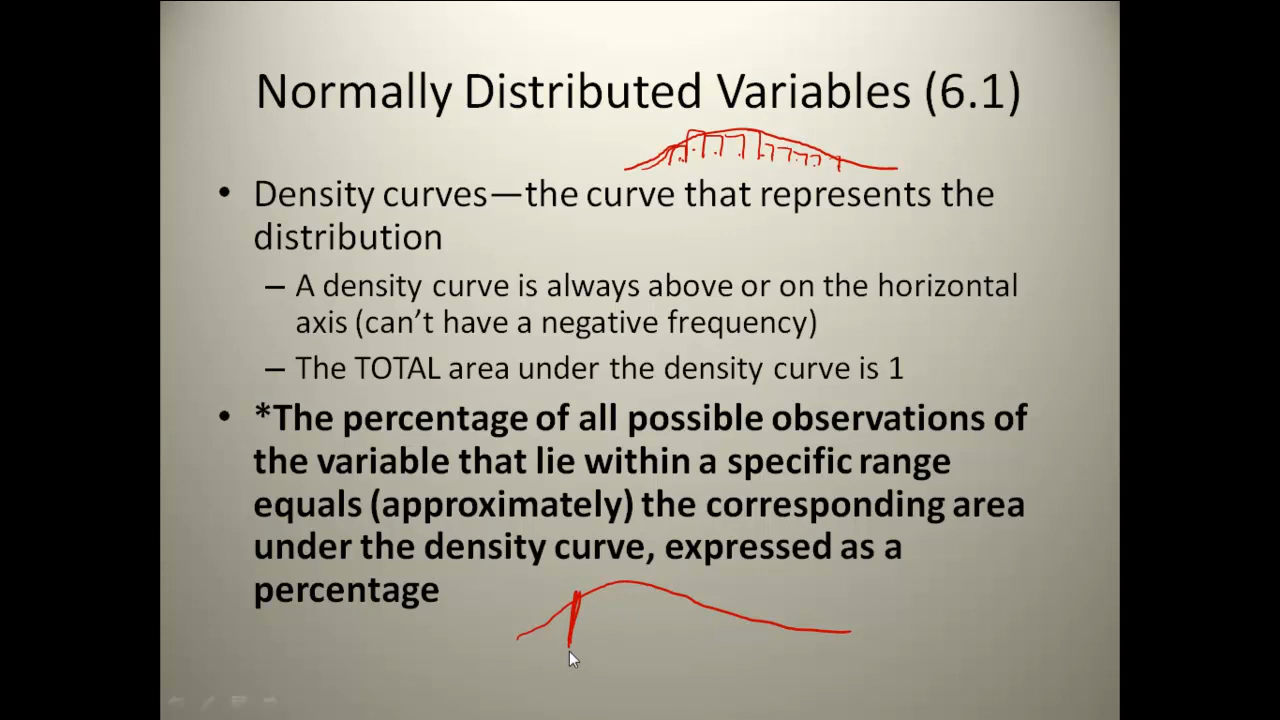 Normally Distributed Variables (6.1)
• Density curves—the curve that represents the
distribution
– A density curve is always above or on the horizontal
axis (can’t have a negative frequency)
– The TOTAL area under the density curve is 1
• *The percentage of all possible observations of
the variable that lie within a specific range
equals (approximately) the corresponding area
under the density curve, expressed as a
percentage